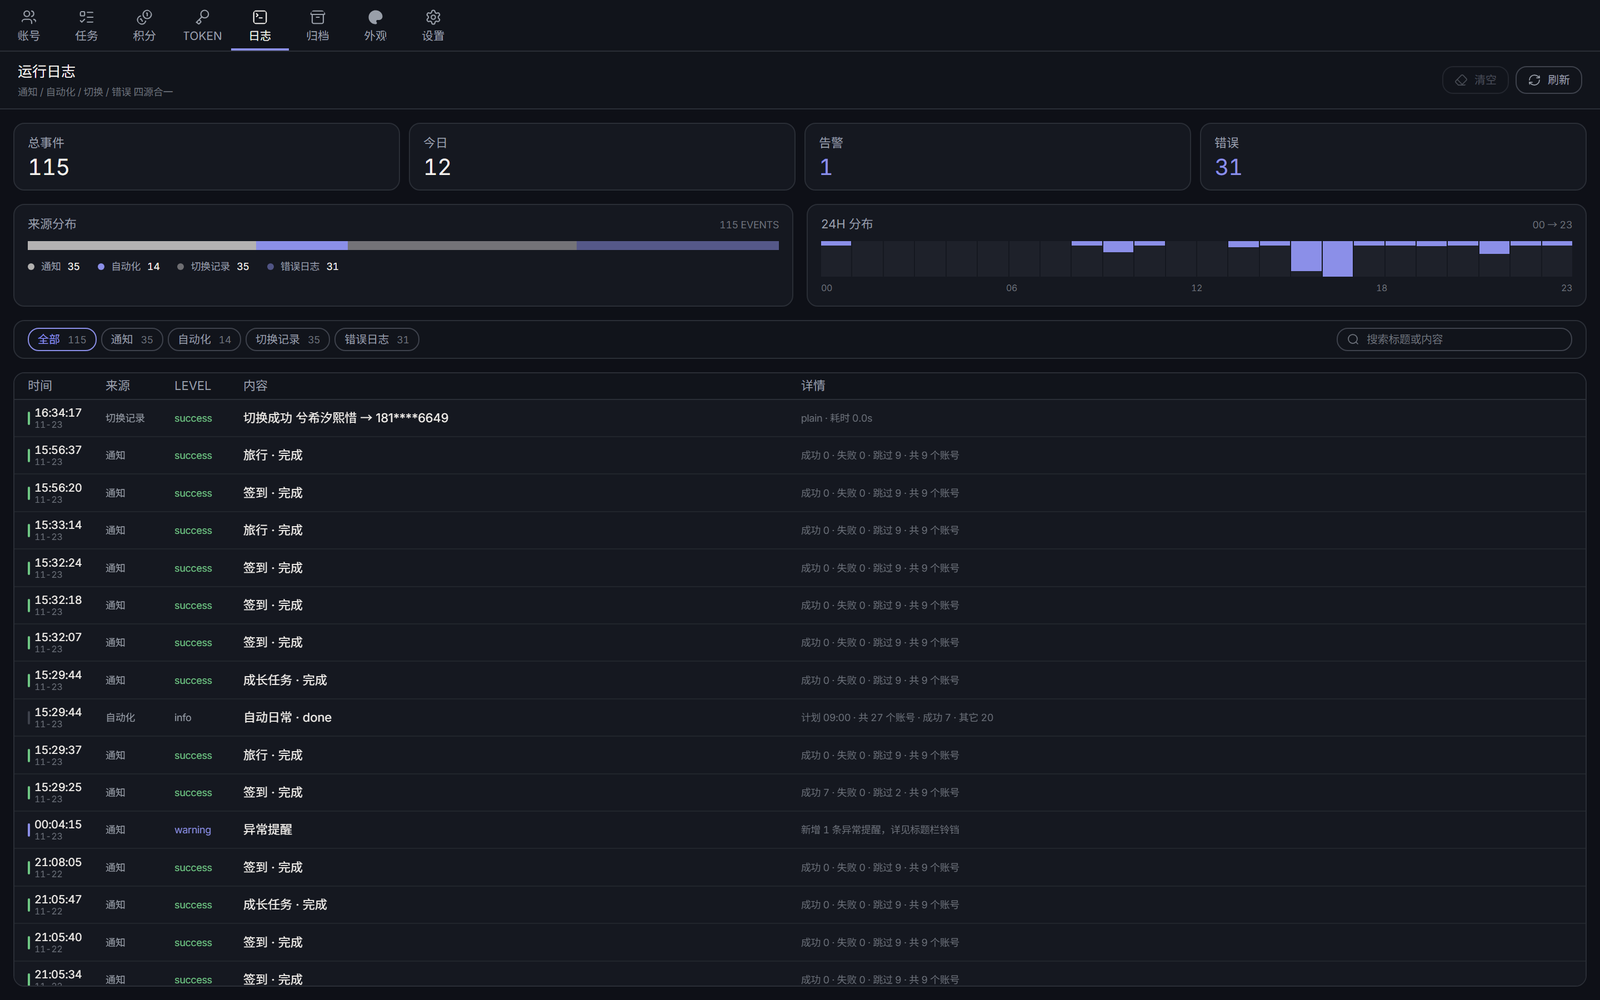 账号 任务 积分 TOKEN 日志 归档 外观 设置
运行日志
通知 / 自动化 / 切换 / 错误 四源合一
清空 刷新
总事件 今日 告警 错误
115 12 1 31
来源分布 115 EVENTS
通知 35 自动化 14 切换记录 35 错误日志 31
24H 分布 00 → 23
00 06 12 18 23
全部 115 通知 35 自动化 14 切换记录 35 错误日志 31
搜索标题或内容
时间 来源 LEVEL 内容 详情
16:34:17 切换记录 success 切换成功 兮希汐熙惜 → 181****6649 plain · 耗时 0.0s
11-23
15:56:37 通知 success 旅行 · 完成 成功 0 · 失败 0 · 跳过 9 · 共 9 个账号
11-23
15:56:20 通知 success 签到 · 完成 成功 0 · 失败 0 · 跳过 9 · 共 9 个账号
11-23
15:33:14 通知 success 旅行 · 完成 成功 0 · 失败 0 · 跳过 9 · 共 9 个账号
11-23
15:32:24 通知 success 签到 · 完成 成功 0 · 失败 0 · 跳过 9 · 共 9 个账号
11-23
15:32:18 通知 success 签到 · 完成 成功 0 · 失败 0 · 跳过 9 · 共 9 个账号
11-23
15:32:07 通知 success 签到 · 完成 成功 0 · 失败 0 · 跳过 9 · 共 9 个账号
11-23
15:29:44 通知 success 成长任务 · 完成 成功 0 · 失败 0 · 跳过 9 · 共 9 个账号
11-23
15:29:44 自动化 info 自动日常 · done 计划 09:00 · 共 27 个账号 · 成功 7 · 其它 20
11-23
15:29:37 通知 success 旅行 · 完成 成功 0 · 失败 0 · 跳过 9 · 共 9 个账号
11-23
15:29:25 通知 success 签到 · 完成 成功 7 · 失败 0 · 跳过 2 · 共 9 个账号
11-23
00:04:15 通知 warning 异常提醒 新增 1 条异常提醒，详见标题栏铃铛
11-23
21:08:05 通知 success 签到 · 完成 成功 0 · 失败 0 · 跳过 9 · 共 9 个账号
11-22
21:05:47 通知 success 成长任务 · 完成 成功 0 · 失败 0 · 跳过 9 · 共 9 个账号
11-22
21:05:40 通知 success 签到 · 完成 成功 0 · 失败 0 · 跳过 9 · 共 9 个账号
11-22
21:05:34 通知 success 签到 · 完成 成功 0 · 失败 0 · 跳过 9 · 共 9 个账号